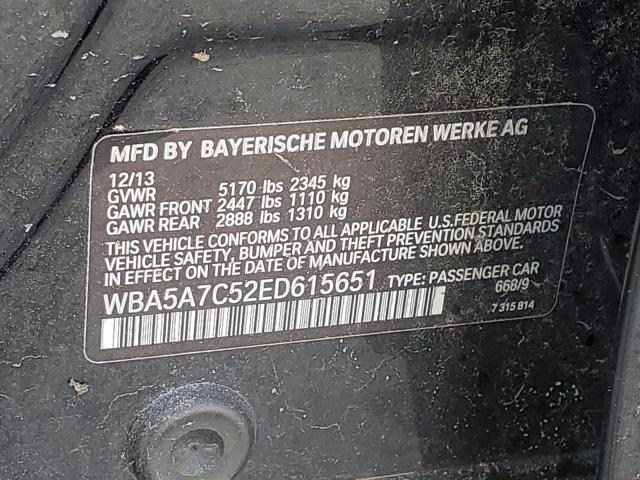 MFD BY BAYERISCHE MOTOREN WERKE AG
12/13
GVWR 5170 lbs 2345 kg
GAWR FRONT 2447 lbs 1110 kg
GAWR REAR 2888 lbs 1310 kg
THIS VEHICLE CONFORMS TO ALL APPLICABLE U.S.FEDERAL MOTOR
VEHICLE SAFETY, BUMPER AND THEFT PREVENTION STANDARDS
IN EFFECT ON THE DATE OF MANUFACTURE SHOWN ABOVE.
WBA5A7C52ED615651 TYPE: PASSENGER CAR
668/9
7 315 814